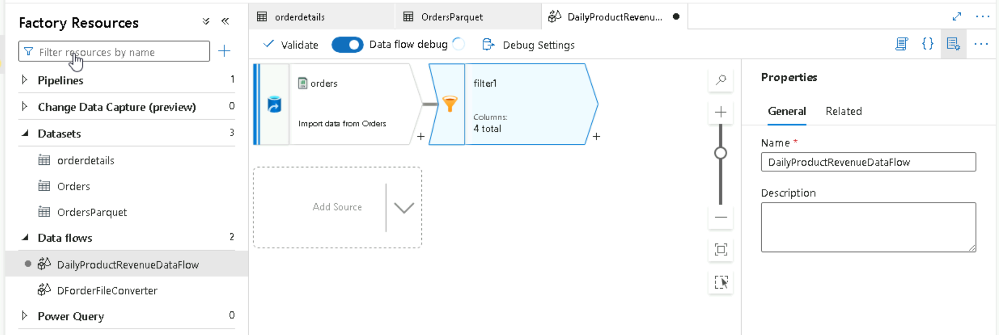 Factory Resources
Filter resources by name
Pipelines 1
Change Data Capture (preview) 0
Datasets 3
orderdetails
Orders
OrdersParquet
Data flows 2
DailyProductRevenueDataFlow
DForderFileConverter
Power Query 0
orderdetails OrdersParquet DailyProductRevenu...
Validate Data flow debug Debug Settings
orders
Import data from Orders
+
filter1
Columns:
4 total
+
Add Source
Properties
General Related
Name *
DailyProductRevenueDataFlow
Description